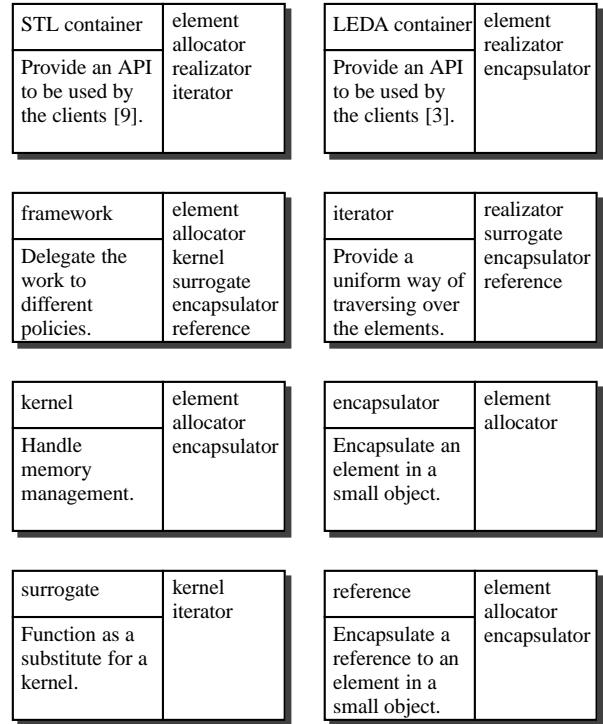 STL container
Provide an API
to be used by
the clients [9].
element
allocator
realizator
iterator
LEDA container
Provide an API
to be used by
the clients [3].
element
realizator
encapsulator
framework
Delegate the
work to
different
policies.
element
allocator
kernel
surrogate
encapsulator
reference
iterator
Provide a
uniform way of
traversing over
the elements.
realizator
surrogate
encapsulator
reference
kernel
Handle
memory
management.
element
allocator
encapsulator
encapsulator
Encapsulate an
element in a
small object.
element
allocator
surrogate
Function as a
substitute for a
kernel.
kernel
iterator
reference
Encapsulate a
reference to an
element in a
small object.
element
allocator
encapsulator